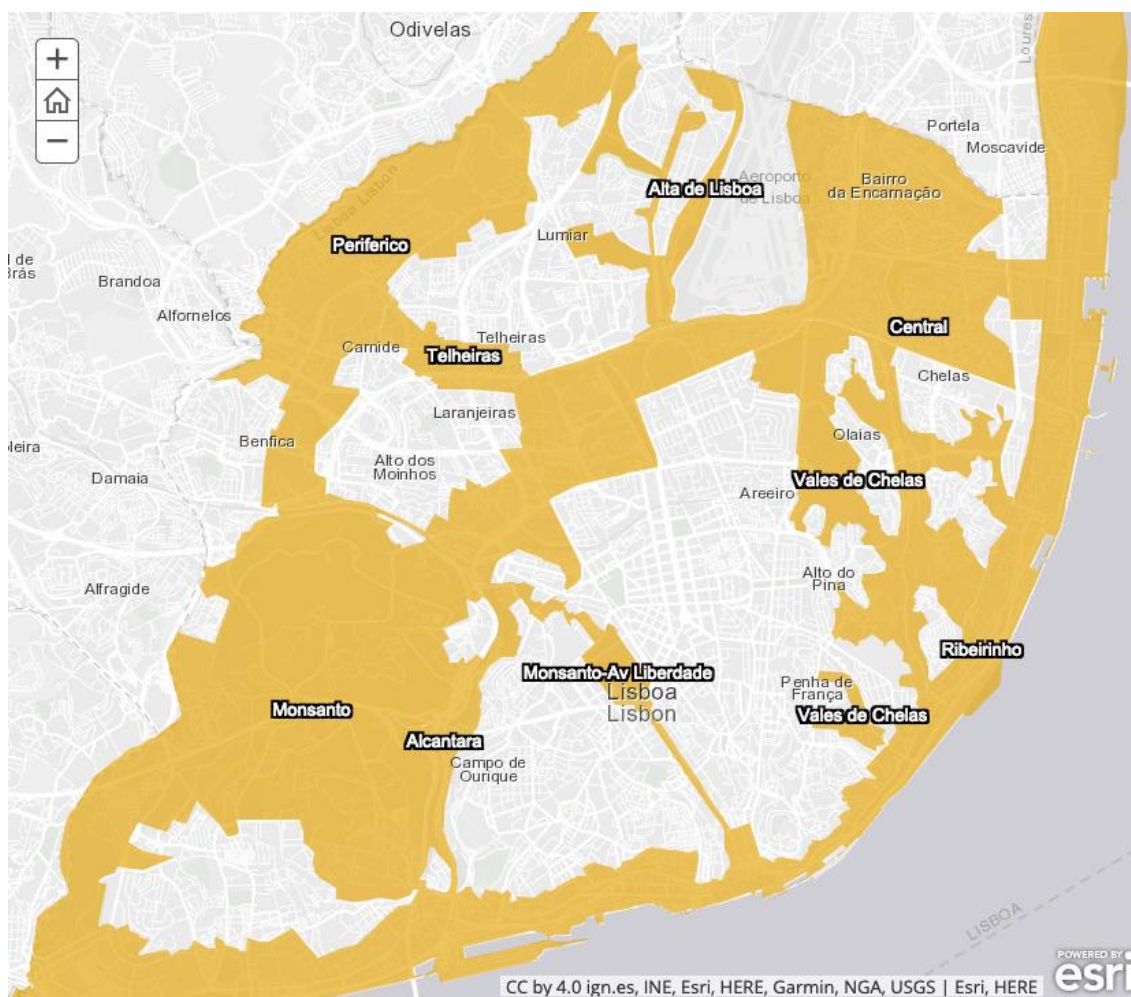 Odivelas
+
−
Loures
Portela
Moscavide
Bairro
da Encarnação
Aeroporto
de Lisboa
Alta de Lisboa
Lisboa Lisbon
Lumiar
Periferico
Brandoa
Alfornelos
Carnide
Telheiras
Telheiras
Central
Chelas
Laranjeiras
Benfica
Olaias
Alto dos
Moinhos
Damaia
Vales de Chelas
Areeiro
Alfragide
Alto do
Pina
Ribeirinho
Monsanto-Av Liberdade
Lisboa
Lisbon
Penha de
França
Vales de Chelas
Monsanto
Alcantara
Campo de
Ourique
LISBOA
POWERED BY
esri
CC by 4.0 ign.es, INE, Esri, HERE, Garmin, NGA, USGS | Esri, HERE